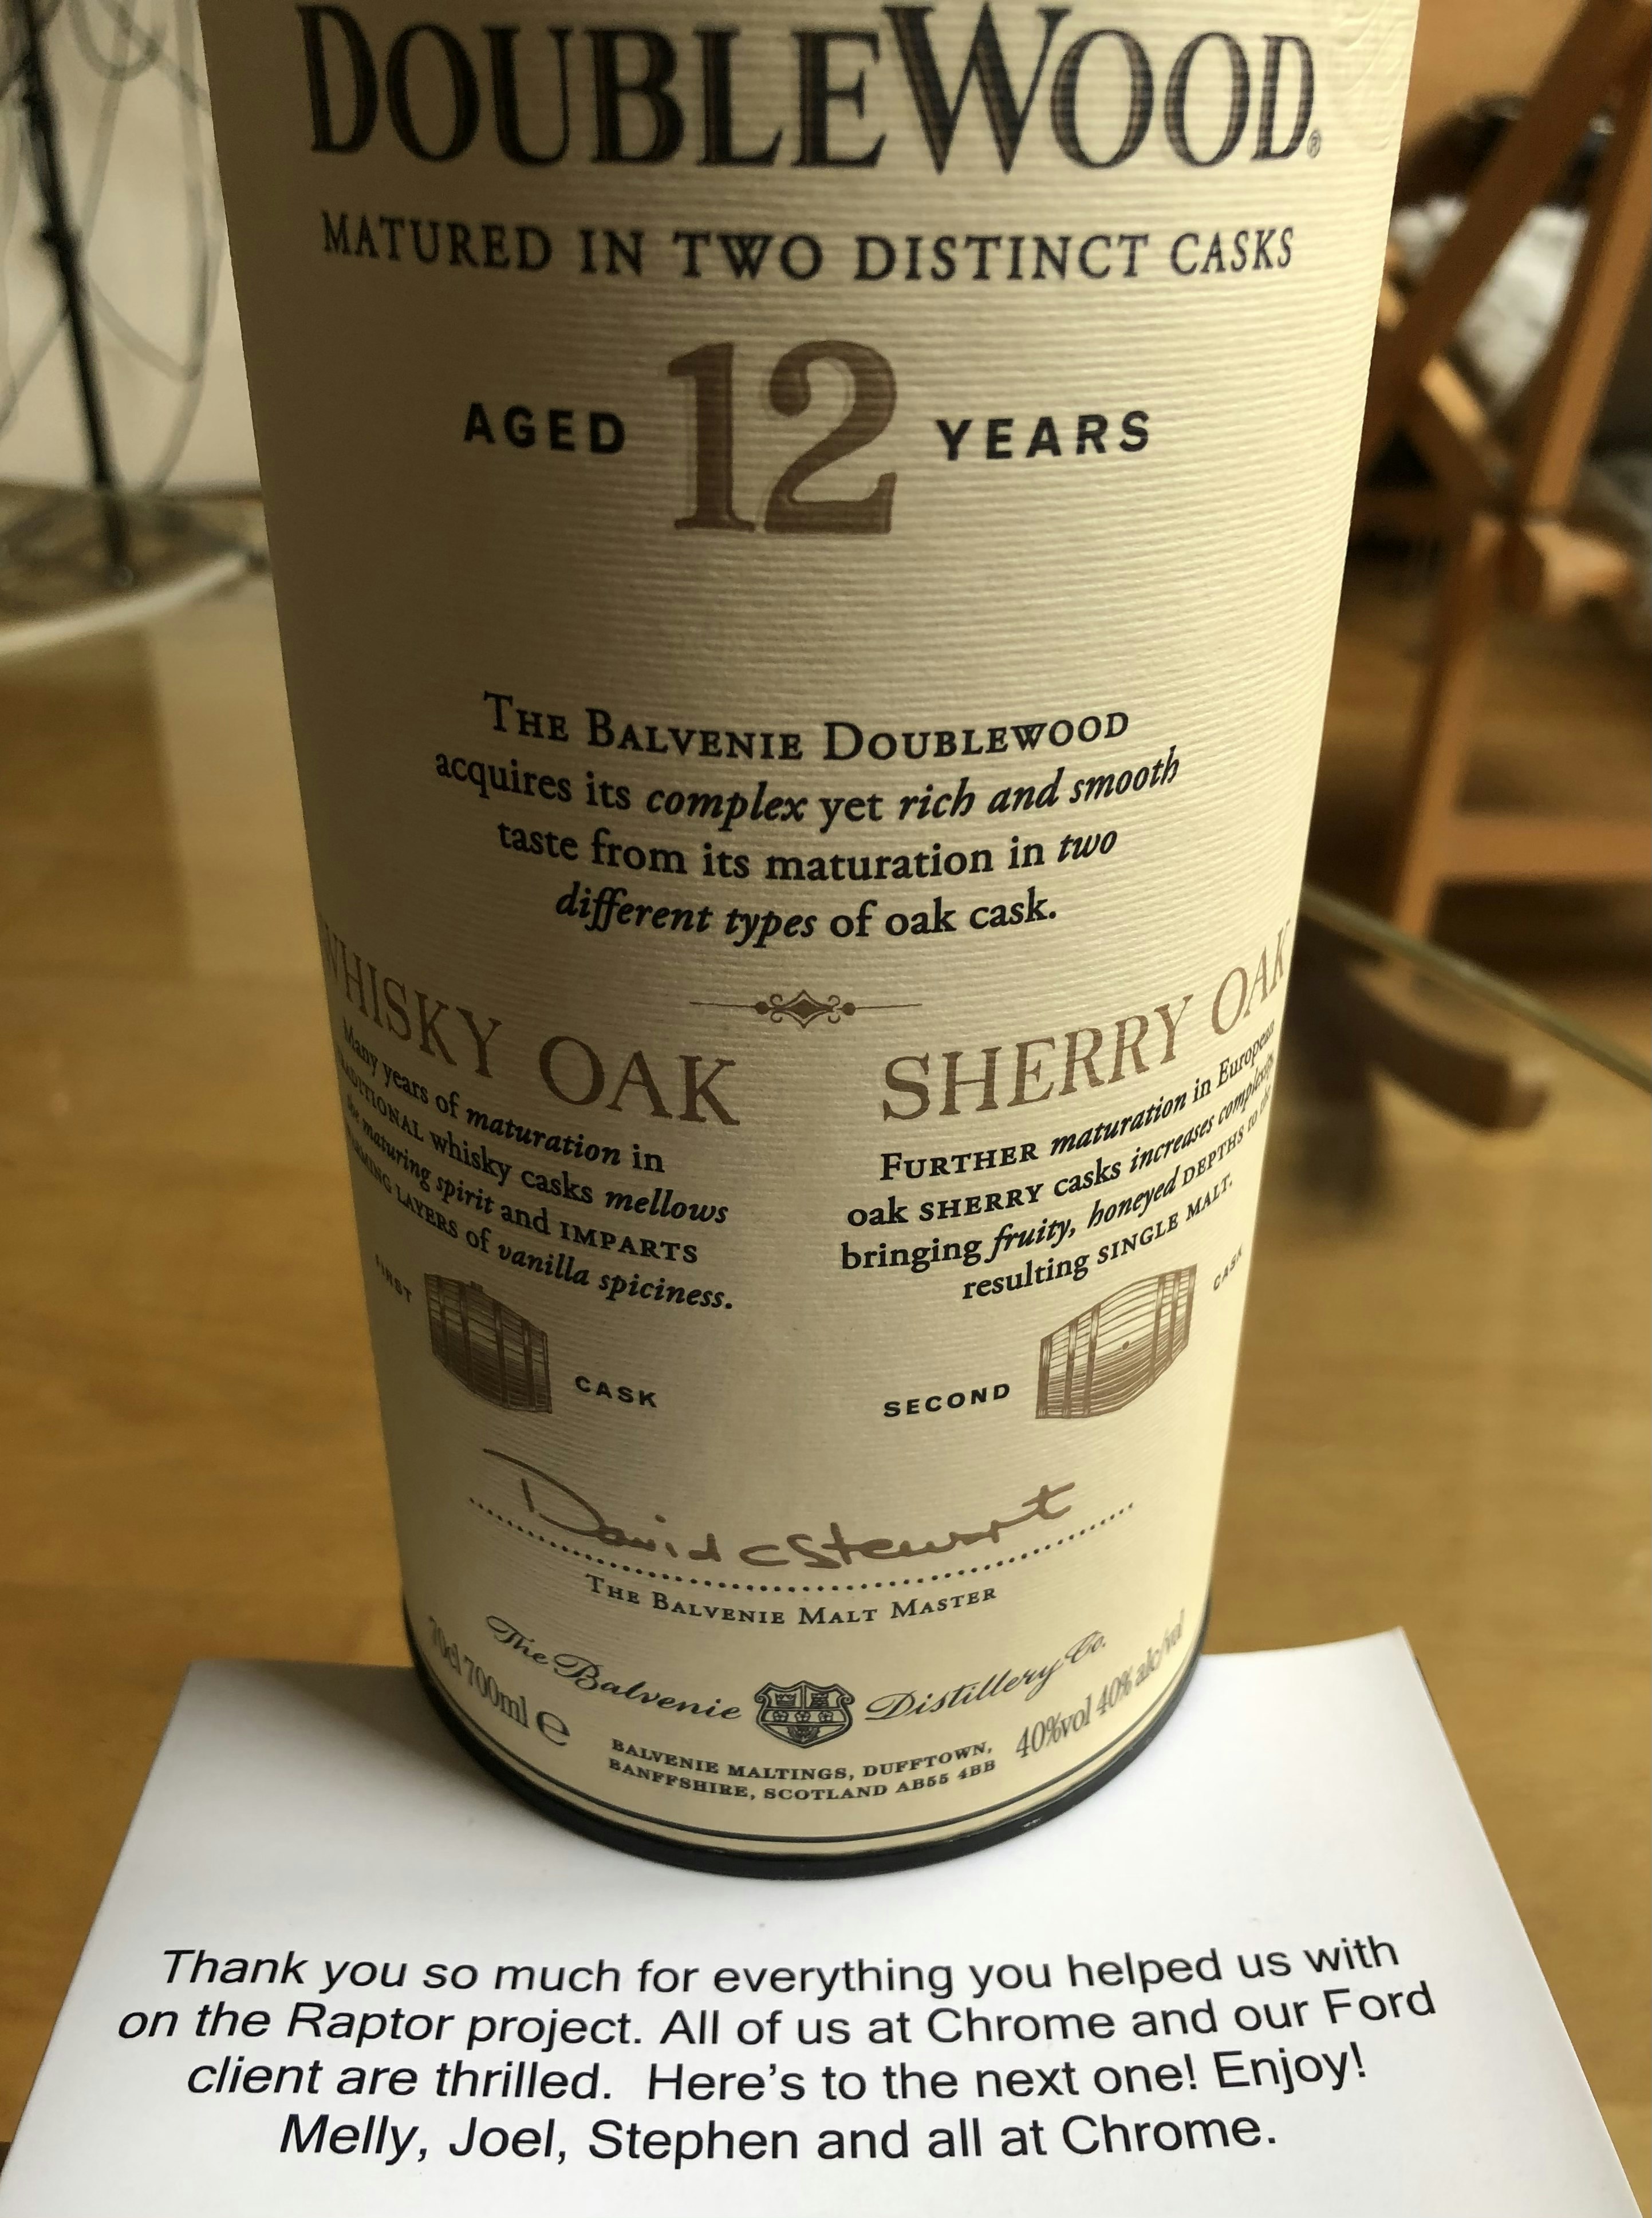 DOUBLEWOOD®
MATURED IN TWO DISTINCT CASKS
AGED 12 YEARS
THE BALVENIE DOUBLEWOOD
acquires its complex yet rich and smooth
taste from its maturation in two
different types of oak cask.
WHISKY OAK
Many years of maturation in
TRADITIONAL whisky casks mellows
the maturing spirit and IMPARTS
WARMING LAYERS of vanilla spiciness.
FIRST CASK
SHERRY OAK
FURTHER maturation in European
oak SHERRY casks increases complexity,
bringing fruity, honeyed DEPTHS to the
resulting SINGLE MALT.
SECOND CASK
David C Stewart
THE BALVENIE MALT MASTER
The Balvenie Distillery Co.
70cl 700ml e
BALVENIE MALTINGS, DUFFTOWN,
BANFFSHIRE, SCOTLAND AB55 4BB
40%vol 40% alc/vol
Thank you so much for everything you helped us with
on the Raptor project. All of us at Chrome and our Ford
client are thrilled.  Here's to the next one! Enjoy!
Melly, Joel, Stephen and all at Chrome.